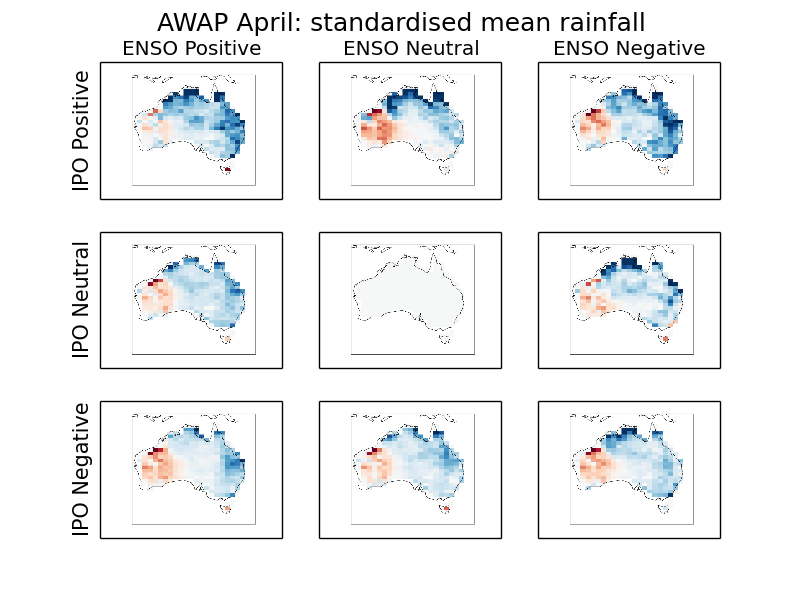 AWAP April: standardised mean rainfall
ENSO Positive ENSO Neutral ENSO Negative
IPO Positive
IPO Neutral
IPO Negative